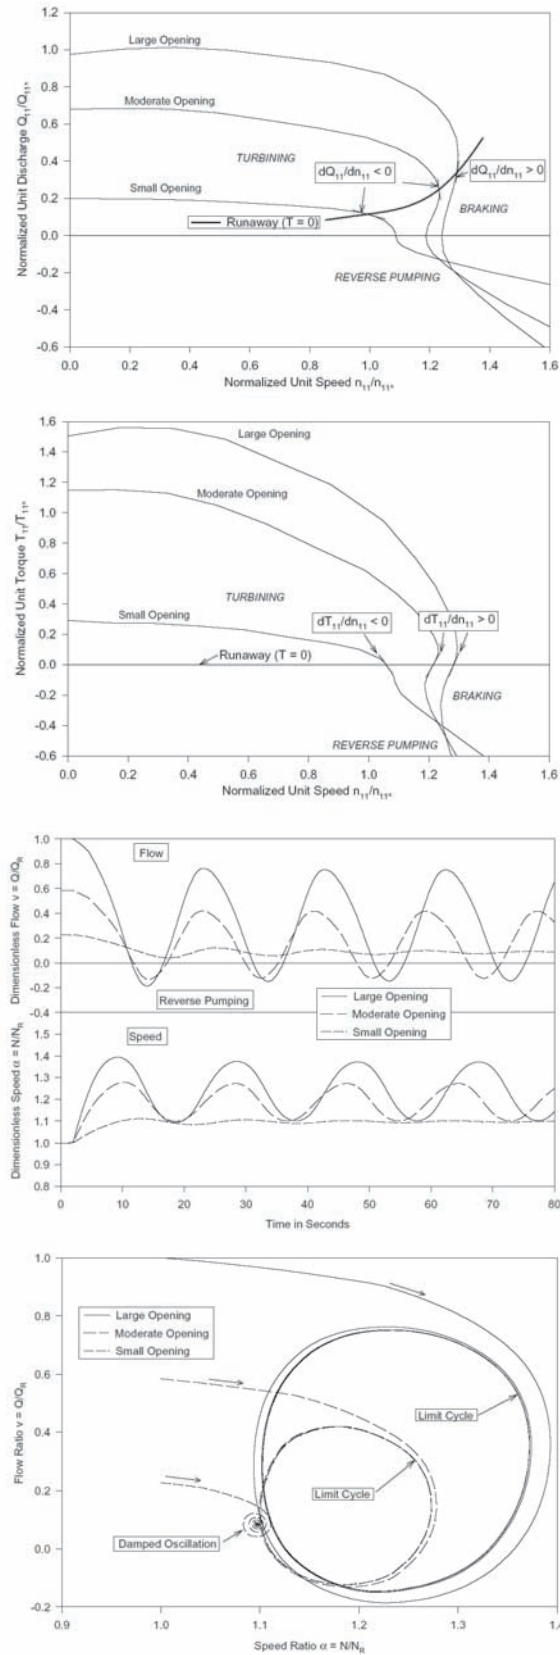 Normalized Unit Discharge Q11/Q11*
1.2
1.0
0.8
0.6
0.4
0.2
0.0
-0.2
-0.4
-0.6
Large Opening
Moderate Opening
TURBINING
dQ11/dn11 < 0
dQ11/dn11 > 0
Small Opening
BRAKING
Runaway (T = 0)
REVERSE PUMPING
0.0 0.2 0.4 0.6 0.8 1.0 1.2 1.4 1.6
Normalized Unit Speed n11/n11*
Normalized Unit Torque T11/T11*
1.6
1.4
1.2
1.0
0.8
0.6
0.4
0.2
0.0
-0.2
-0.4
-0.6
Large Opening
Moderate Opening
TURBINING
Small Opening
dT11/dn11 < 0
dT11/dn11 > 0
Runaway (T = 0)
BRAKING
REVERSE PUMPING
0.0 0.2 0.4 0.6 0.8 1.0 1.2 1.4 1.6
Normalized Unit Speed n11/n11*
Dimensionless Flow v = Q/QR
1.0
0.8
0.6
0.4
0.2
0.0
-0.2
-0.4
Flow
Reverse Pumping
Large Opening
Moderate Opening
Small Opening
Dimensionless Speed α = N/NR
1.5
1.4
1.3
1.2
1.1
1.0
0.9
0.8
Speed
0 10 20 30 40 50 60 70 80
Time in Seconds
Flow Ratio v = Q/QR
1.0
0.8
0.6
0.4
0.2
0.0
-0.2
Large Opening
Moderate Opening
Small Opening
Limit Cycle
Limit Cycle
Damped Oscillation
0.9 1.0 1.1 1.2 1.3 1.4
Speed Ratio α = N/NR